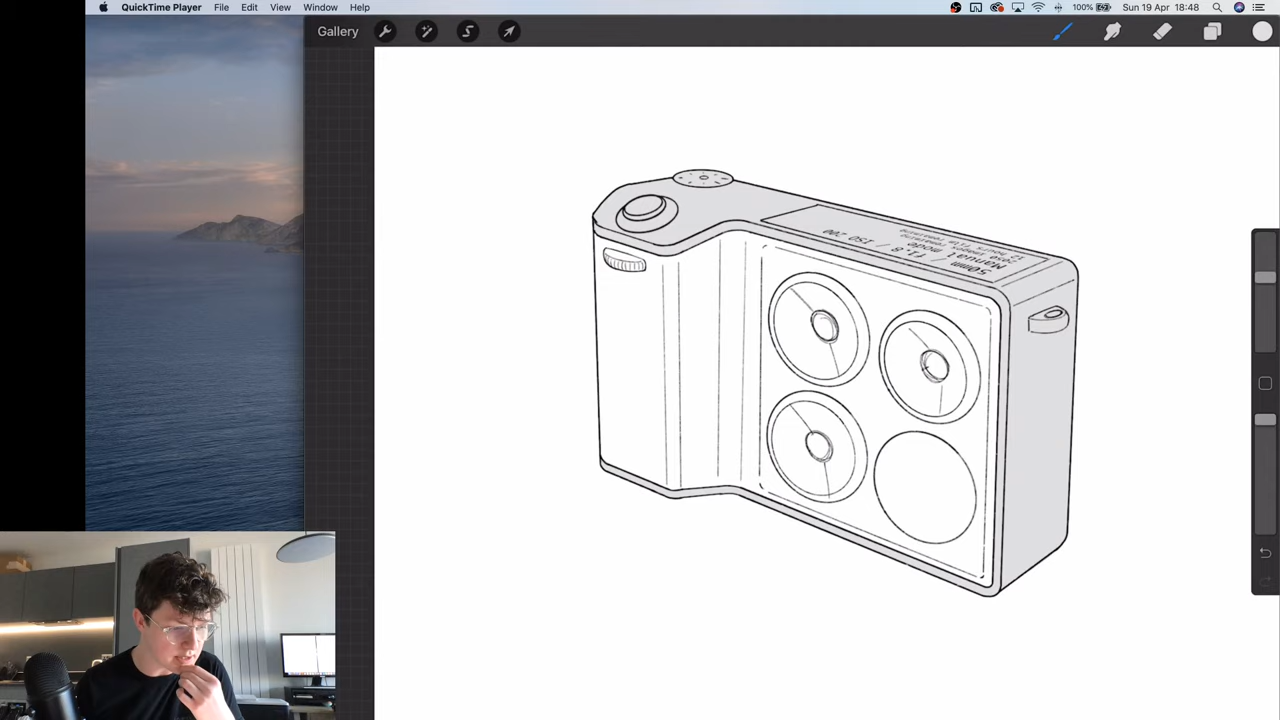 QuickTime Player File Edit View Window Help
100% Sun 19 Apr 18:48
Gallery
50mm / f1.8 / ISO 200
Manual mode